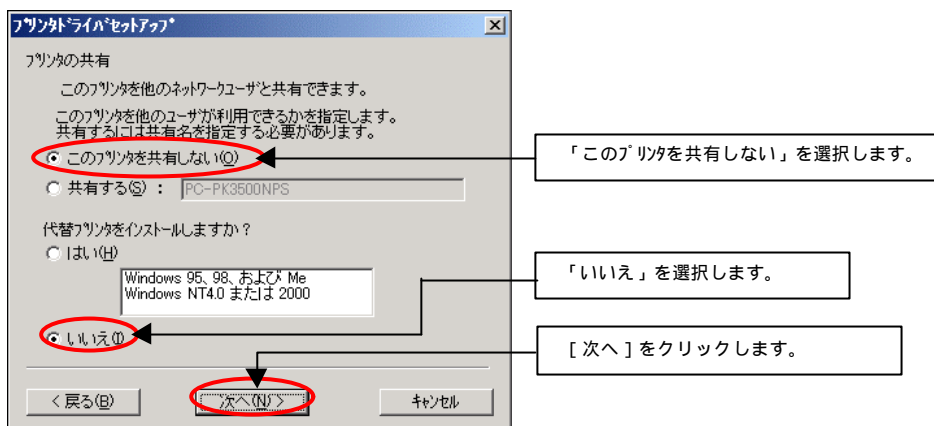 プリンタドライバセットアップ
プリンタの共有
このプリンタを他のネットワークユーザと共有できます。
このプリンタを他のユーザが利用できるかを指定します。
共有するには共有名を指定する必要があります。
このプリンタを共有しない(O)
「このプリンタを共有しない」を選択します。
共有する(S) : PC-PK3500NPS
代替プリンタをインストールしますか?
はい(H)
Windows 95、98、および Me
Windows NT4.0 または 2000
「いいえ」を選択します。
いいえ(I)
[次へ]をクリックします。
< 戻る(B)
次へ(N) >
キャンセル